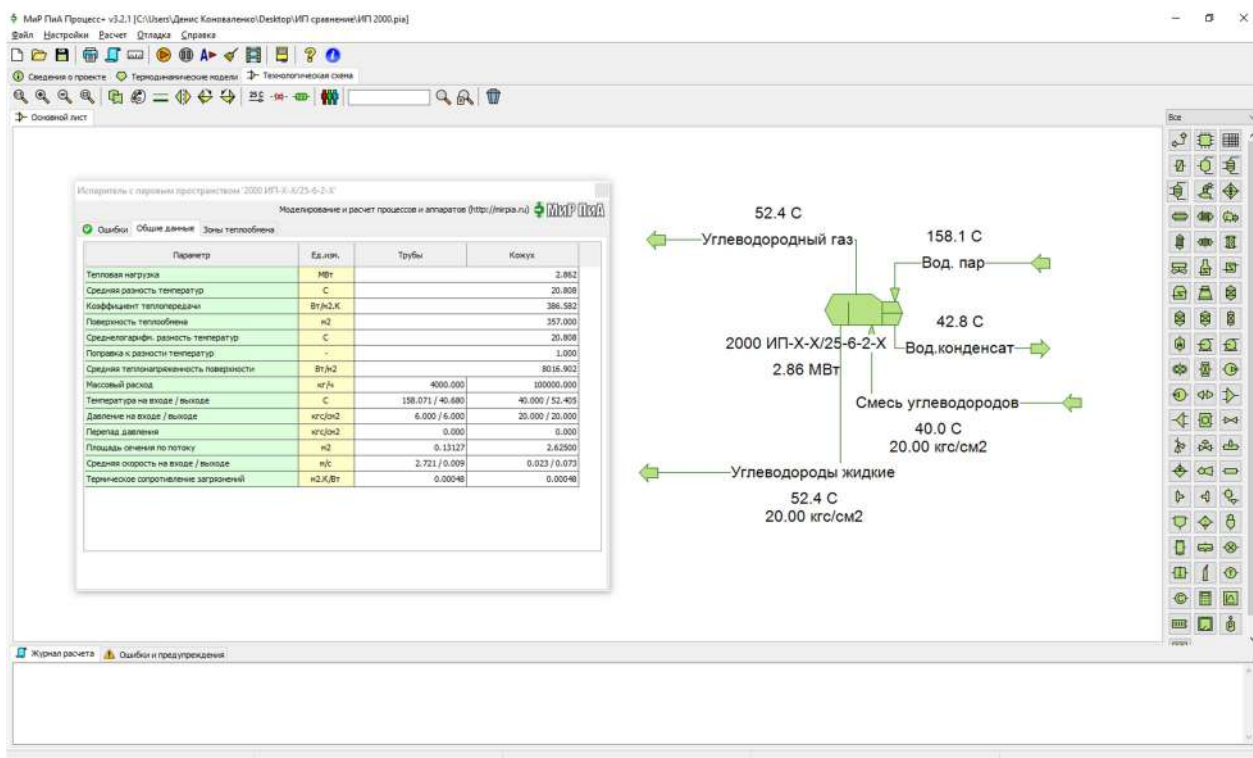 МиР ПиА Процесс+ v3.2.1 [C:\Users\Денис Коноваленко\Desktop\ИП сравнение\ИП 2000.pia]
Файл Настройки Расчет Отладка Справка
Сведения о проекте Термодинамические модели Технологическая схема
25 C
Основной лист
Все
Испаритель с паровым пространством '2000 ИП-Х-Х/25-6-2-Х'
Моделирование и расчет процессов и аппаратов (http://mirpia.ru) МИР ПИА
Ошибки Общие данные Зоны теплообмена
Параметр Ед.изм. Трубы Кожух
Тепловая нагрузка МВт 2.862
Средняя разность температур С 20.808
Коэффициент теплопередачи Вт/м2.К 386.582
Поверхность теплообмена м2 357.000
Среднелогарифм. разность температур С 20.808
Поправка к разности температур - 1.000
Средняя теплонапряженность поверхности Вт/м2 8016.902
Массовый расход кг/ч 4000.000 100000.000
Температура на входе / выходе С 158.071 / 40.680 40.000 / 52.405
Давление на входе / выходе кгс/см2 6.000 / 6.000 20.000 / 20.000
Перепад давления кгс/см2 0.000 0.000
Площадь сечения по потоку м2 0.13127 2.62500
Средняя скорость на входе / выходе м/с 2.721 / 0.009 0.023 / 0.073
Термическое сопротивление загрязнений м2.К/Вт 0.00048 0.00048
52.4 C
Углеводородный газ
158.1 C
Вод. пар
42.8 C
2000 ИП-Х-Х/25-6-2-Х
Вод.конденсат
2.86 МВт
Смесь углеводородов
40.0 C
20.00 кгс/см2
Углеводороды жидкие
52.4 C
20.00 кгс/см2
Журнал расчета Ошибки и предупреждения